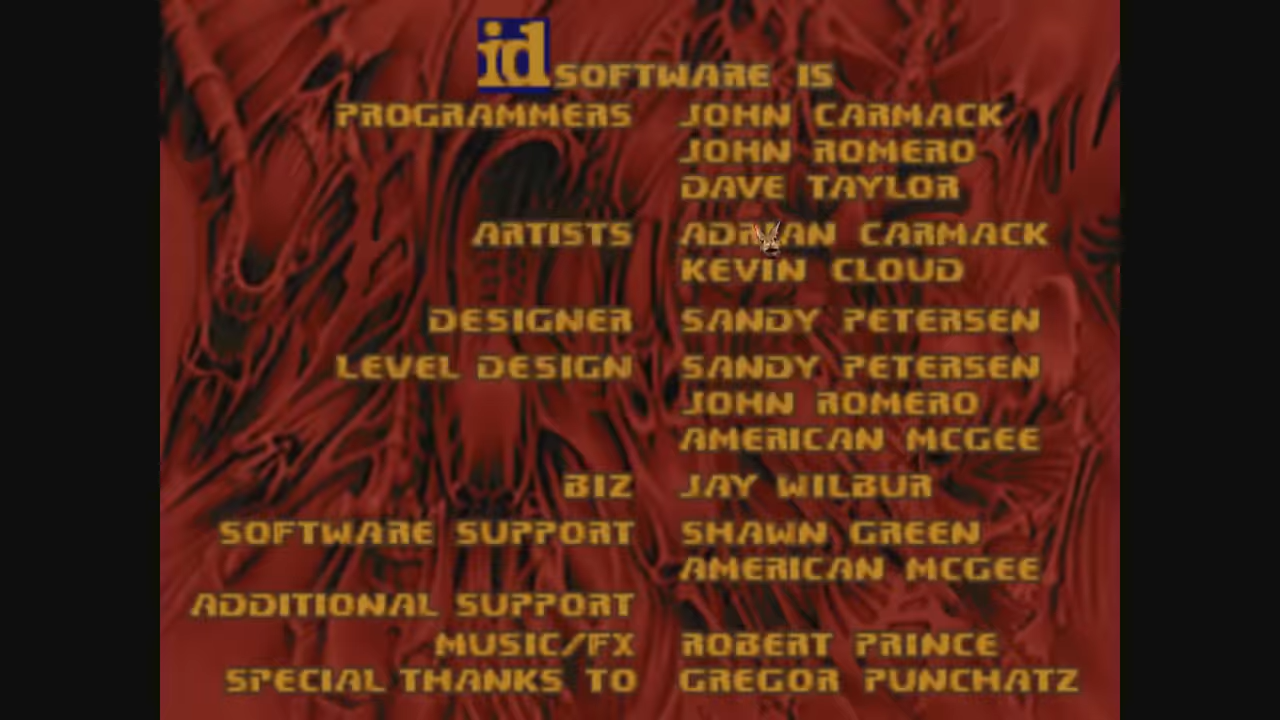 id SOFTWARE IS
PROGRAMMERS JOHN CARMACK
JOHN ROMERO
DAVE TAYLOR
ARTISTS ADRIAN CARMACK
KEVIN CLOUD
DESIGNER SANDY PETERSEN
LEVEL DESIGN SANDY PETERSEN
JOHN ROMERO
AMERICAN MCGEE
BIZ JAY WILBUR
SOFTWARE SUPPORT SHAWN GREEN
AMERICAN MCGEE
ADDITIONAL SUPPORT
MUSIC/FX ROBERT PRINCE
SPECIAL THANKS TO GREGOR PUNCHATZ